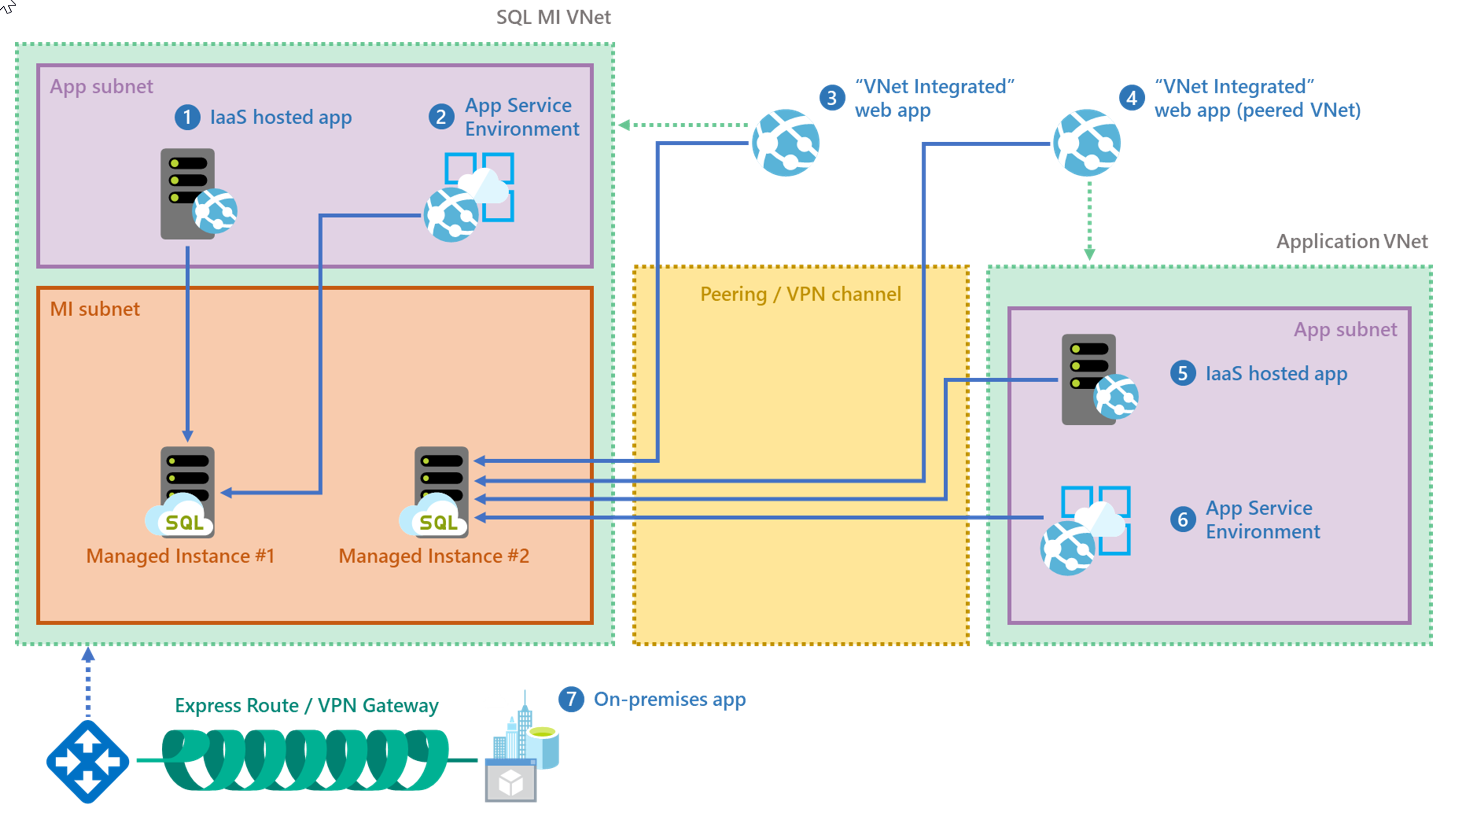 SQL MI VNet
App subnet
1 IaaS hosted app
2 App Service
Environment
3 “VNet Integrated”
web app
4 “VNet Integrated”
web app (peered VNet)
Application VNet
MI subnet
Peering / VPN channel
App subnet
5 IaaS hosted app
6 App Service
Environment
SQL
SQL
Managed Instance #1
Managed Instance #2
Express Route / VPN Gateway
7 On-premises app